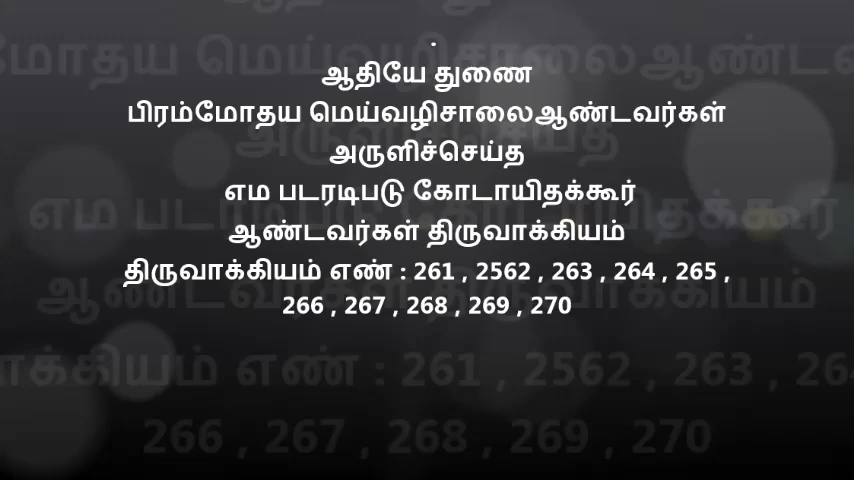 .
ஆதியே துணை
பிரம்மோதய மெய்வழிசாலைஆண்டவர்கள்
அருளிச்செய்த
எம படரடிபடு கோடாயிதக்கூர்
ஆண்டவர்கள் திருவாக்கியம்
திருவாக்கியம் எண் : 261 , 2562 , 263 , 264 , 265 ,
266 , 267 , 268 , 269 , 270